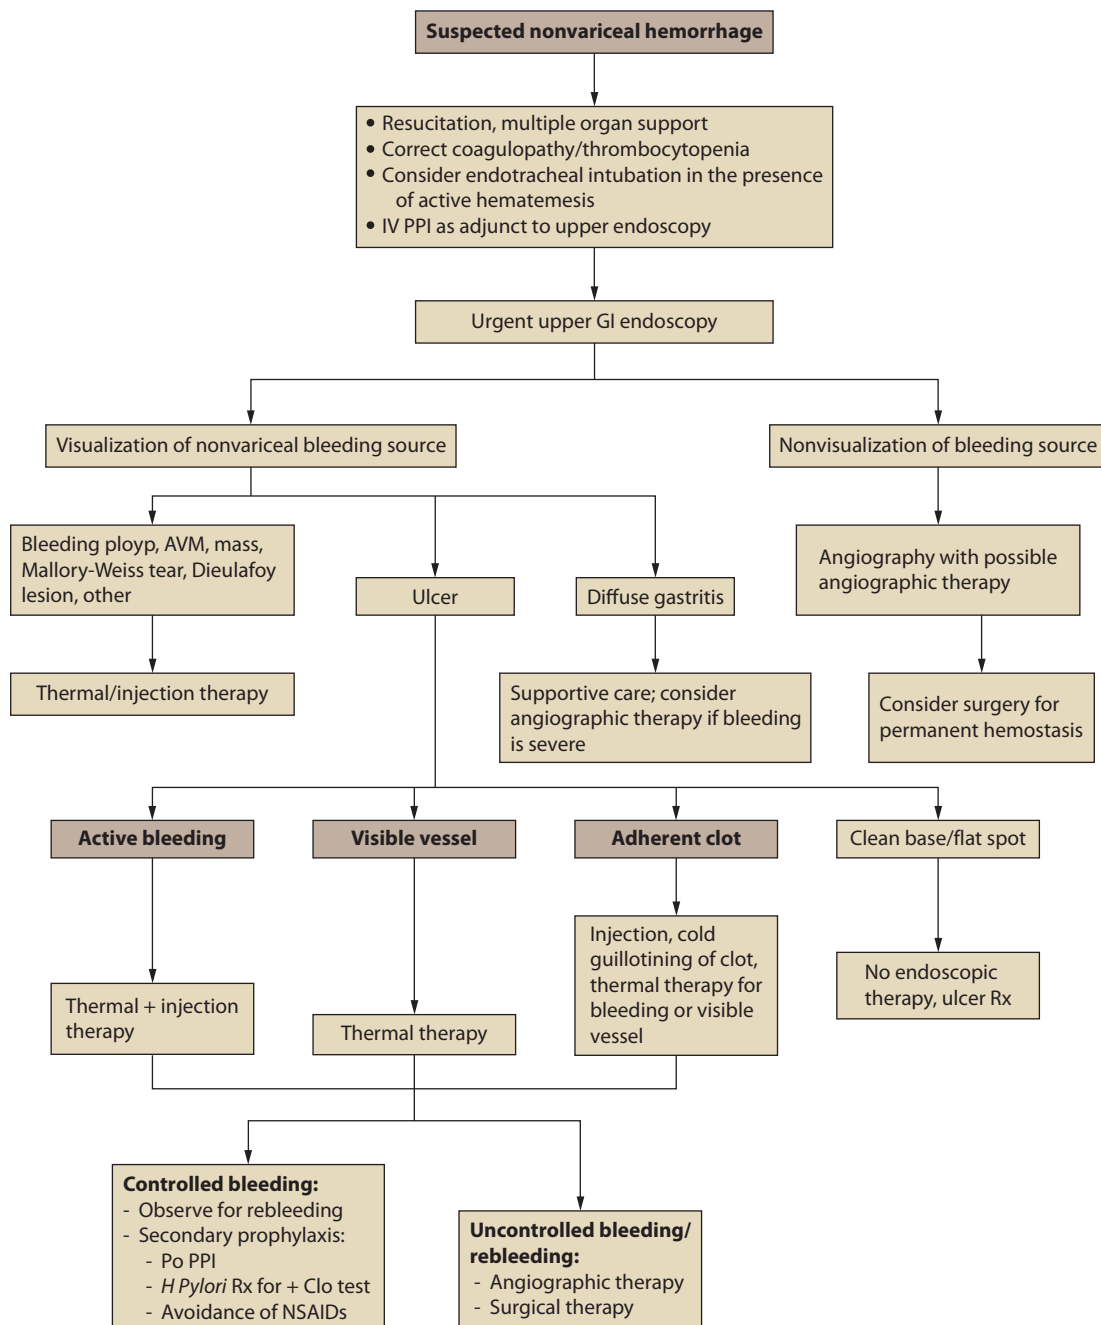 Suspected nonvariceal hemorrhage
• Resucitation, multiple organ support
• Correct coagulopathy/thrombocytopenia
• Consider endotracheal intubation in the presence
of active hematemesis
• IV PPI as adjunct to upper endoscopy
Urgent upper GI endoscopy
Visualization of nonvariceal bleeding source
Nonvisualization of bleeding source
Bleeding ployp, AVM, mass,
Mallory-Weiss tear, Dieulafoy
lesion, other
Ulcer
Diffuse gastritis
Angiography with possible
angiographic therapy
Thermal/injection therapy
Supportive care; consider
angiographic therapy if bleeding
is severe
Consider surgery for
permanent hemostasis
Active bleeding
Visible vessel
Adherent clot
Clean base/flat spot
Thermal + injection
therapy
Thermal therapy
Injection, cold
guillotining of clot,
thermal therapy for
bleeding or visible
vessel
No endoscopic
therapy, ulcer Rx
Controlled bleeding:
- Observe for rebleeding
- Secondary prophylaxis:
- Po PPI
- H Pylori Rx for + Clo test
- Avoidance of NSAIDs
Uncontrolled bleeding/
rebleeding:
- Angiographic therapy
- Surgical therapy